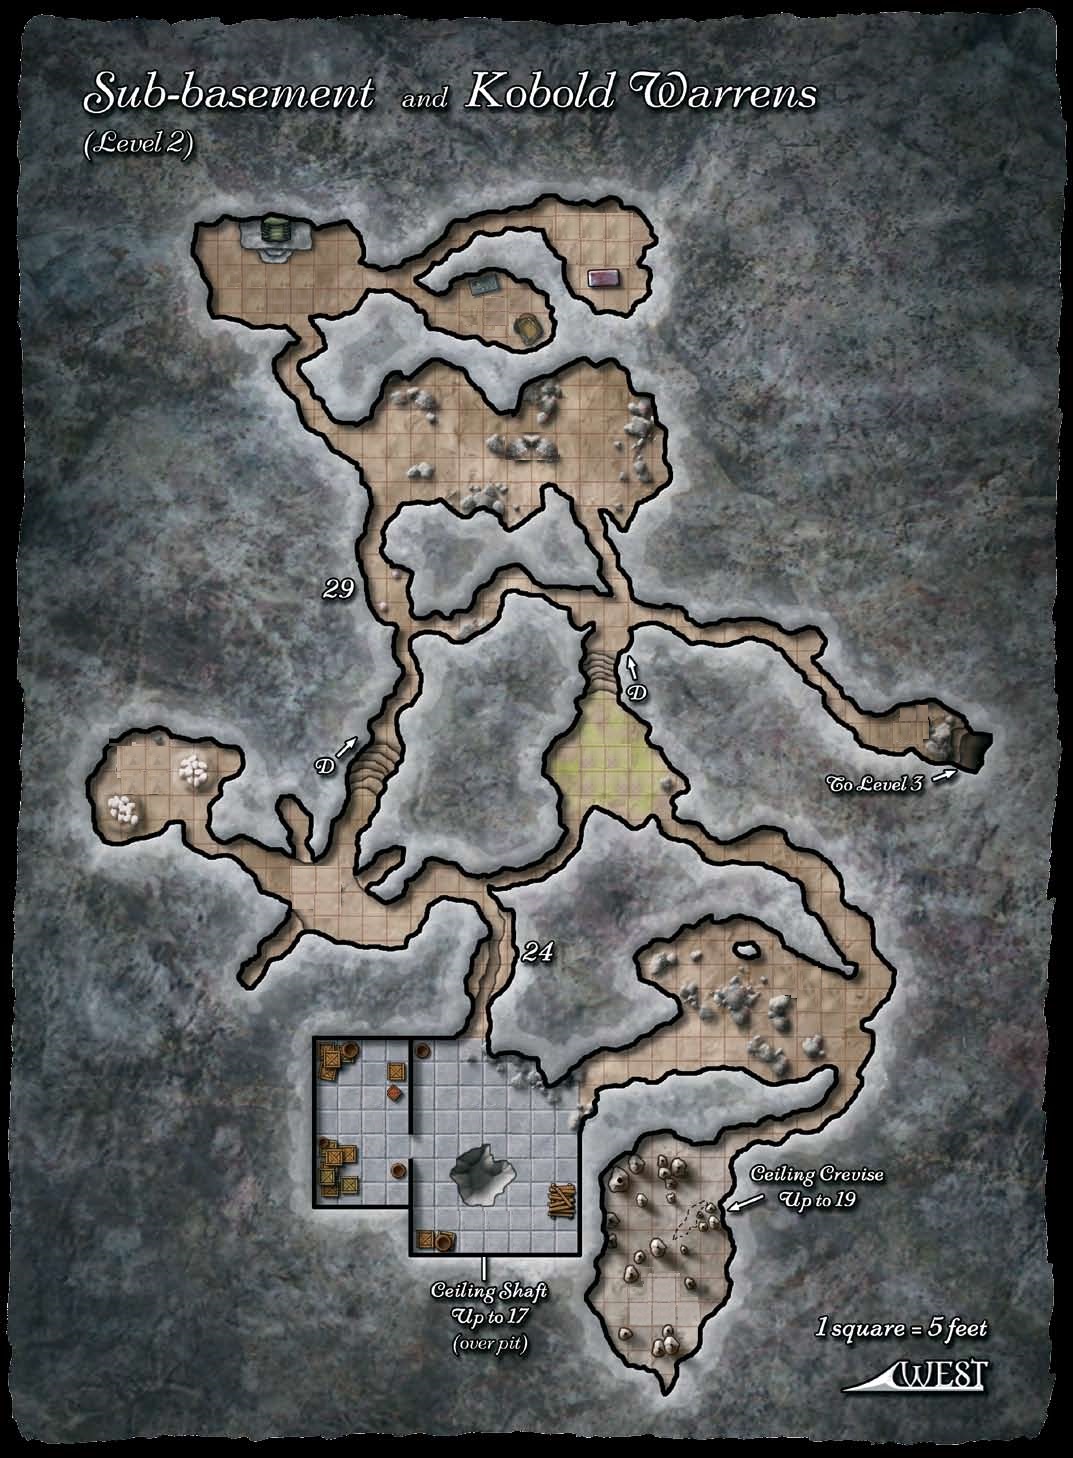 Sub-basement and Kobold Warrens
(Level 2)
29
D
D
To Level 3
24
Ceiling Crevise
Up to 19
Ceiling Shaft
Up to 17
(over pit)
1 square = 5 feet
WEST